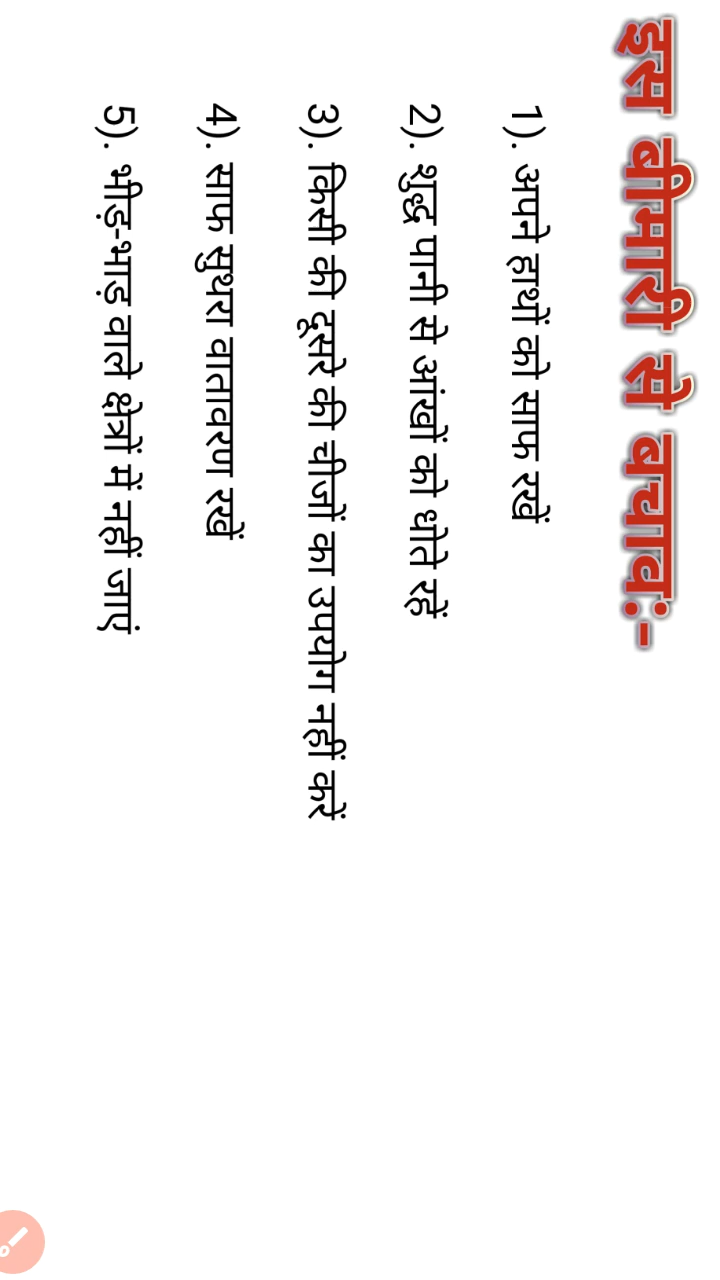 इस बीमारी से बचाव:-
1). अपने हाथों को साफ रखें
2). शुद्ध पानी से आंखों को धोते रहें
3). किसी की दूसरे की चीजों का उपयोग नहीं करें
4). साफ सुथरा वातावरण रखें
5). भीड़-भाड़ वाले क्षेत्रों में नहीं जाएं